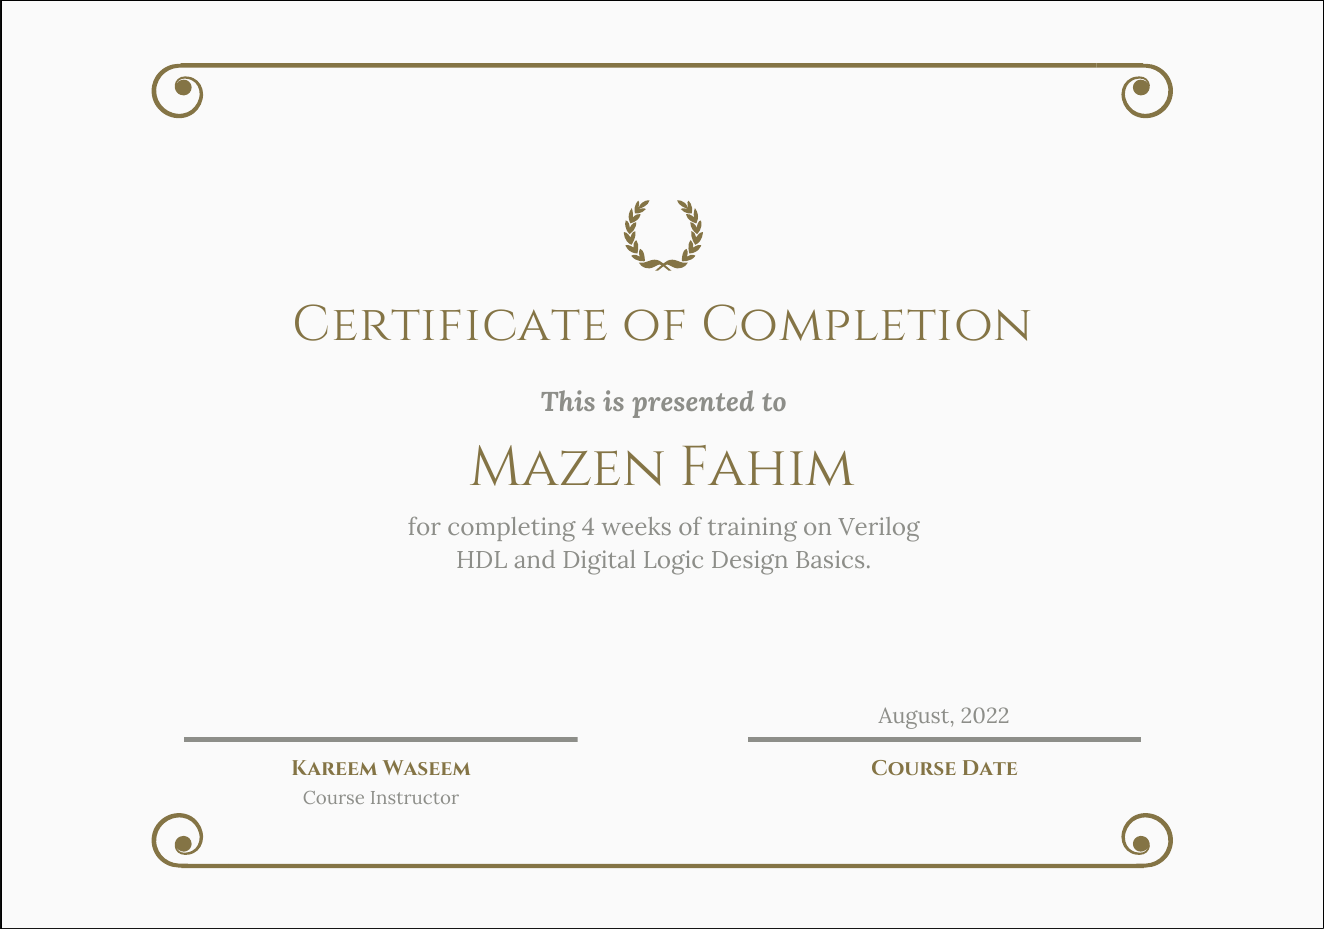 Certificate of Completion
This is presented to
Mazen Fahim
for completing 4 weeks of training on Verilog
HDL and Digital Logic Design Basics.
August, 2022
Kareem Waseem
Course Date
Course Instructor